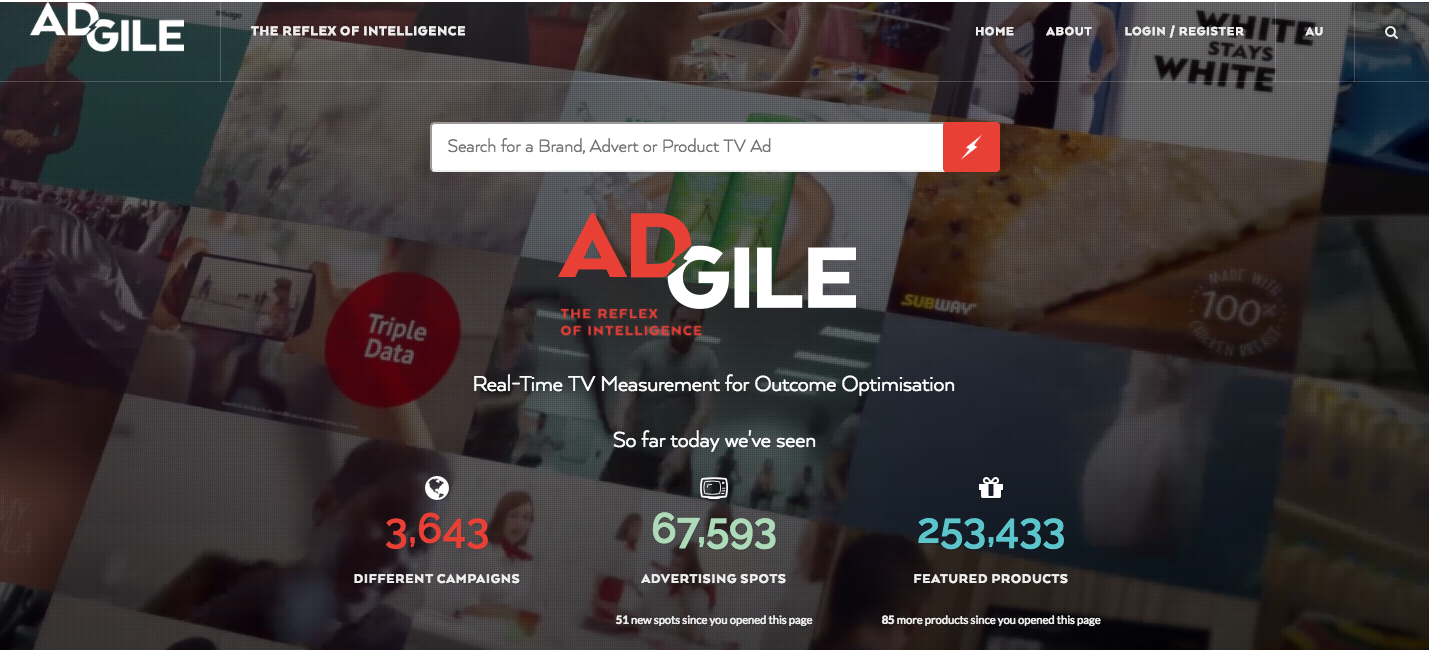 ADGILE
THE REFLEX OF INTELLIGENCE
HOME ABOUT LOGIN / REGISTER AU
WHITE
STAYS
WHITE
Search for a Brand, Advert or Product TV Ad
ADGILE
THE REFLEX
OF INTELLIGENCE
SUBWAY
MADE WITH
100%
CHICKEN BREAST
Triple
Data
Real-Time TV Measurement for Outcome Optimisation
So far today we've seen
3,643 67,593 253,433
DIFFERENT CAMPAIGNS ADVERTISING SPOTS FEATURED PRODUCTS
51 new spots since you opened this page 85 more products since you opened this page